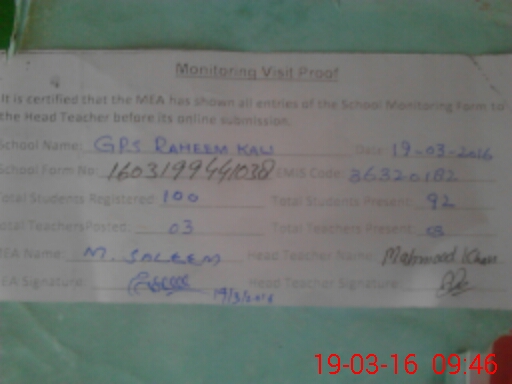 4
Monitoring Visit Proof
It is certified that the MEA has shown all entries of the School Monitoring Form to
the Head Teacher before its online submission.
School Name: GPS RAHEEM KALI Date: 19-03-2016
School Form No: 1603199441038 EMIS Code: 36320182
Total Students Registered: 100 Total Students Present: 92
Total Teachers Posted: 03 Total Teachers Present: 03
MEA Name: M. SALEEM Head Teacher Name: Mahmood Khan
MEA Signature: Head Teacher Signature:
19/3/2016
19-03-16 09:46